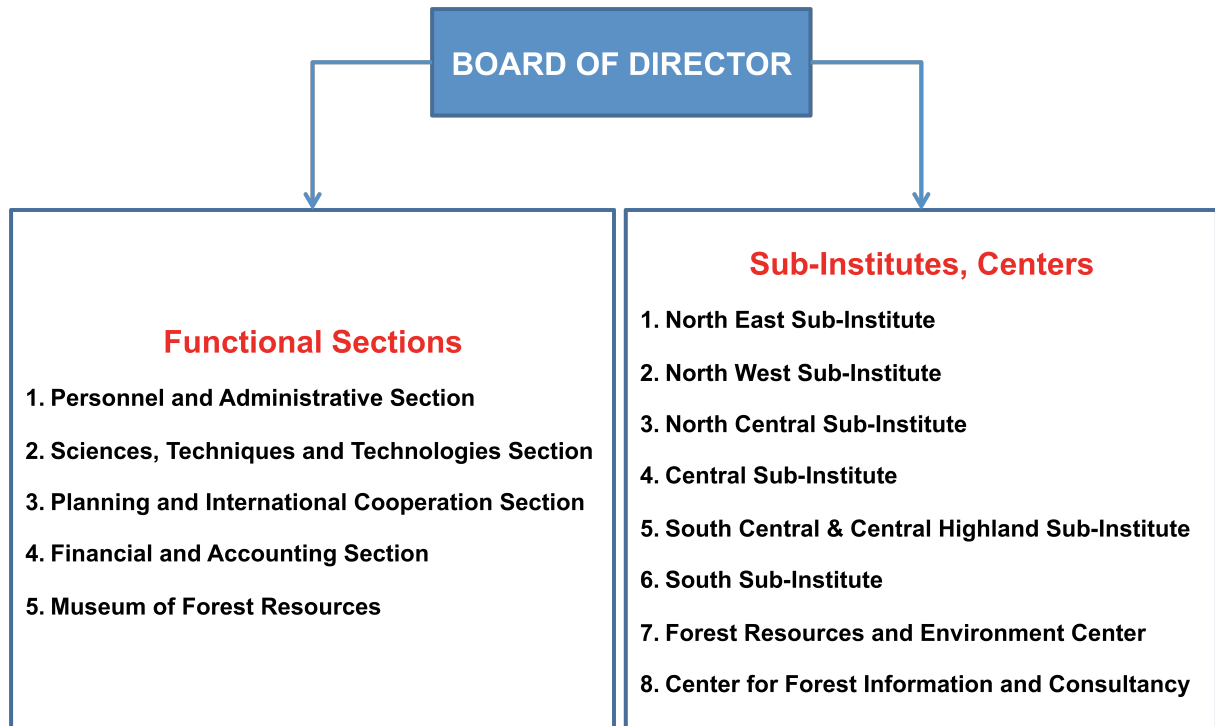 BOARD OF DIRECTOR
Functional Sections
1. Personnel and Administrative Section
2. Sciences, Techniques and Technologies Section
3. Planning and International Cooperation Section
4. Financial and Accounting Section
5. Museum of Forest Resources
Sub-Institutes, Centers
1. North East Sub-Institute
2. North West Sub-Institute
3. North Central Sub-Institute
4. Central Sub-Institute
5. South Central & Central Highland Sub-Institute
6. South Sub-Institute
7. Forest Resources and Environment Center
8. Center for Forest Information and Consultancy